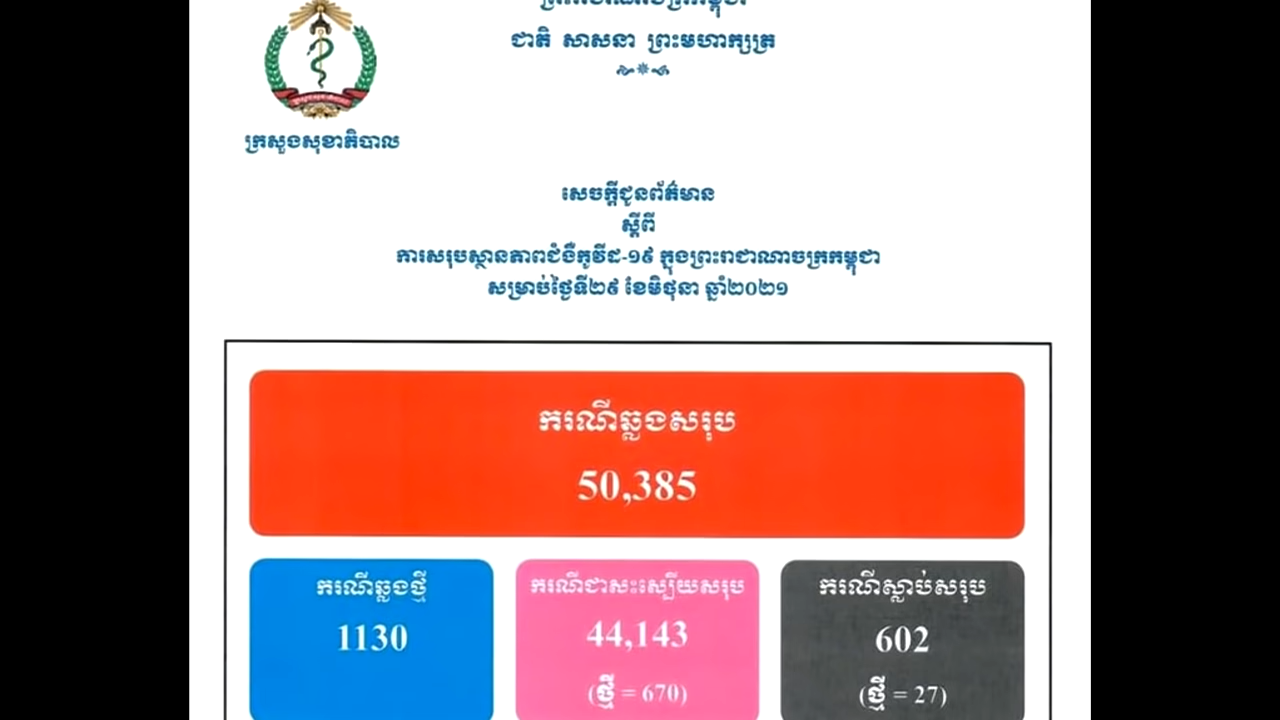 ជាតិ សាសនា ព្រះមហាក្សត្រ
ក្រសួងសុខាភិបាល
សេចក្តីជូនព័ត៌មាន
ស្តីពី
ការសរុបស្ថានភាពជំងឺកូវីដ-១៩ ក្នុងព្រះរាជាណាចក្រកម្ពុជា
សម្រាប់ថ្ងៃទី២៩ ខែមិថុនា ឆ្នាំ២០២១
ករណីឆ្លងសរុប
50,385
ករណីឆ្លងថ្មី
1130
ករណីជាសះស្បើយសរុប
44,143
(ថ្មី = 670)
ករណីស្លាប់សរុប
602
(ថ្មី = 27)